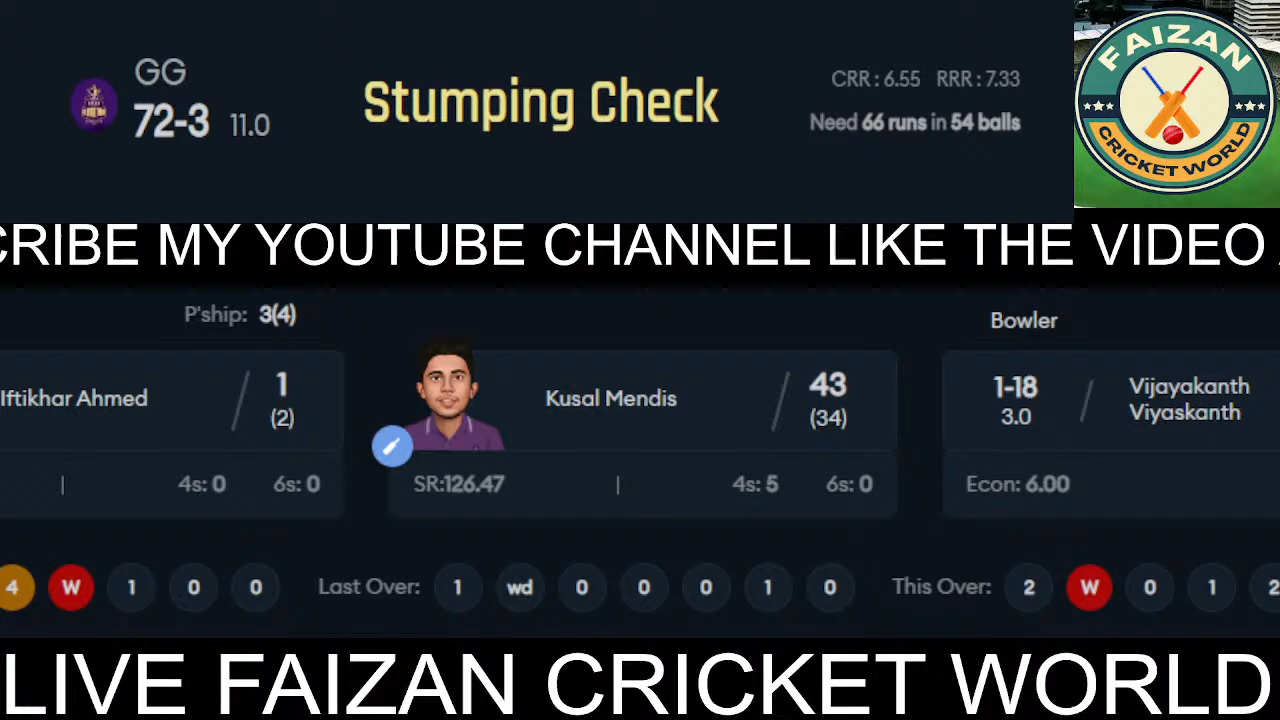 GG
72-3 11.0
Stumping Check
CRR : 6.55 RRR : 7.33
Need 66 runs in 54 balls
FAIZAN
CRICKET WORLD
CRIBE MY YOUTUBE CHANNEL LIKE THE VIDEO
P'ship: 3(4)
Bowler
Iftikhar Ahmed / 1
(2)
Kusal Mendis / 43
(34)
1-18 / Vijayakanth
3.0 Viyaskanth
| 4s: 0 6s: 0
SR:126.47 | 4s: 5 6s: 0
Econ: 6.00
4 W 1 0 0 Last Over: 1 wd 0 0 0 1 0 This Over: 2 W 0 1 2
LIVE FAIZAN CRICKET WORLD